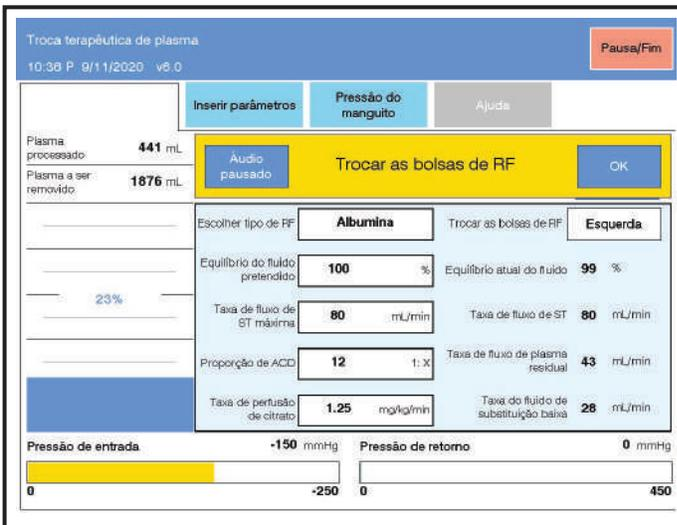 Troca terapêutica de plasma
10:36 P 9/11/2020 v6.0
Pausa/Fim
Inserir parâmetros
Pressão do
manguito
Ajuda
Plasma
processado 441 mL
Plasma a ser
removido 1876 mL
23%
Áudio
pausado
Trocar as bolsas de RF
OK
Escolher tipo de RF Albumina
Trocar as bolsas de RF Esquerda
Equilíbrio do fluido
pretendido 100 %
Equilíbrio atual do fluido 99 %
Taxa de fluxo de
ST máxima 80 mL/min
Taxa de fluxo de ST 80 mL/min
Proporção de ACD 12 1: X
Taxa de fluxo de plasma
residual 43 mL/min
Taxa de perfusão
de citrato 1.25 mg/kg/min
Taxa do fluido de
substituição baixa 28 mL/min
Pressão de entrada -150 mmHg
Pressão de retorno 0 mmHg
0 -250
0 450